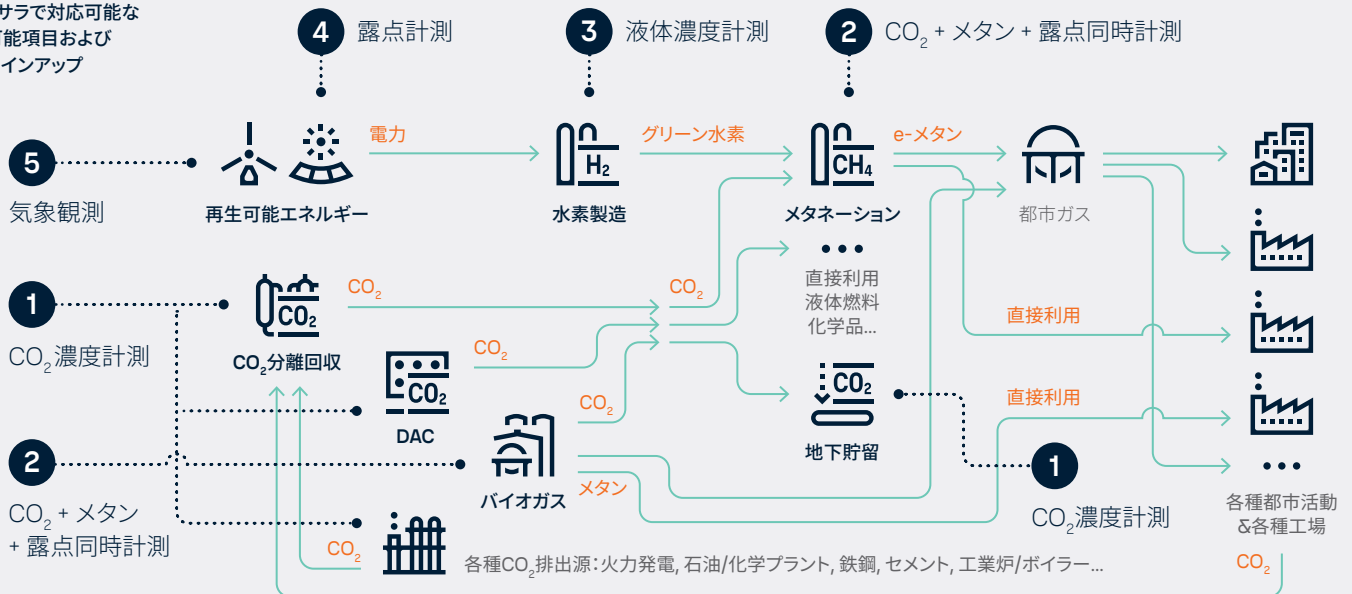 サラで対応可能な
能項目および
インアップ
4 露点計測
3 液体濃度計測
2 CO₂ + メタン + 露点同時計測
電力
グリーン水素
e-メタン
5
H₂
CH₄
気象観測
再生可能エネルギー
水素製造
メタネーション
都市ガス
直接利用
液体燃料
化学品...
1
CO₂
CO₂
CO₂
直接利用
CO₂濃度計測
CO₂分離回収
CO₂
CO₂
DAC
CO₂
地下貯留
直接利用
2
CO₂
バイオガス
メタン
1
CO₂濃度計測
CO₂ + メタン
+ 露点同時計測
各種都市活動
&各種工場
CO₂
各種CO₂排出源：火力発電, 石油/化学プラント, 鉄鋼, セメント, 工業炉/ボイラー...
CO₂